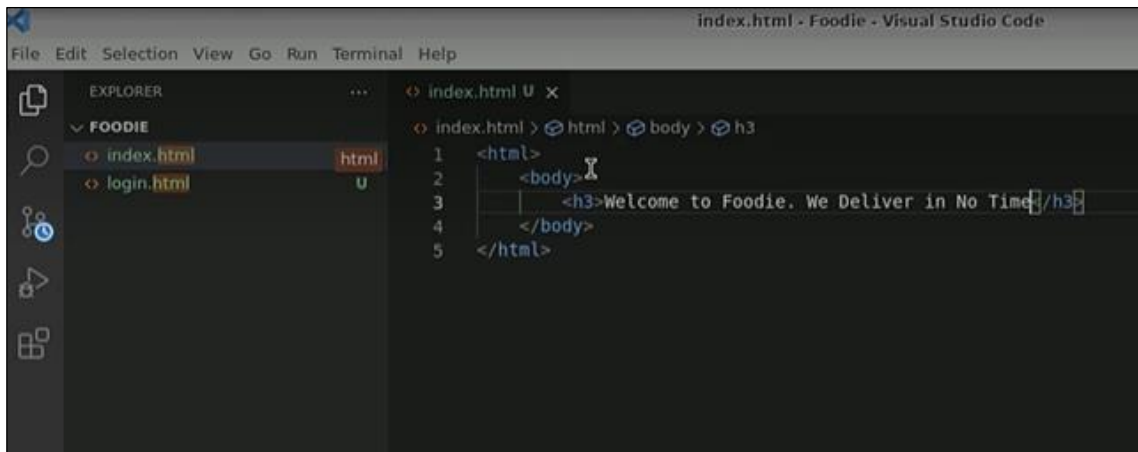 index.html - Foodie - Visual Studio Code
File Edit Selection View Go Run Terminal Help
EXPLORER ...
FOODIE
index.html html
login.html U
index.html U ×
index.html > html > body > h3
1 <html>
2 <body>
3 <h3>Welcome to Foodie. We Deliver in No Time</h3>
4 </body>
5 </html>